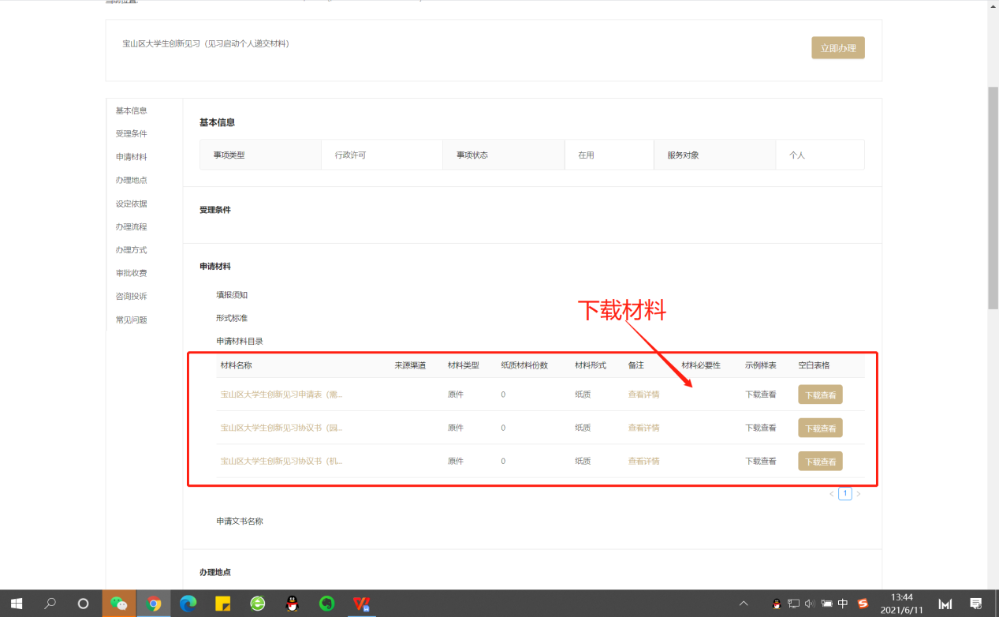 当前位置:
宝山区大学生创新见习（见习启动个人递交材料）
立即办理
基本信息
受理条件
申请材料
办理地点
设定依据
办理流程
办理方式
审批收费
咨询投诉
常见问题
基本信息
事项类型 行政许可 事项状态 在用 服务对象 个人
受理条件
申请材料
填报须知
形式标准
申请材料目录
下载材料
材料名称 来源渠道 材料类型 纸质材料份数 材料形式 备注 材料必要性 示例样表 空白表格
宝山区大学生创新见习申请表（需... 原件 0 纸质 查看详情 下载查看 下载查看
宝山区大学生创新见习协议书（园... 原件 0 纸质 查看详情 下载查看 下载查看
宝山区大学生创新见习协议书（机... 原件 0 纸质 查看详情 下载查看 下载查看
< 1 >
申请文书名称
办理地点
中
13:44
2021/6/11